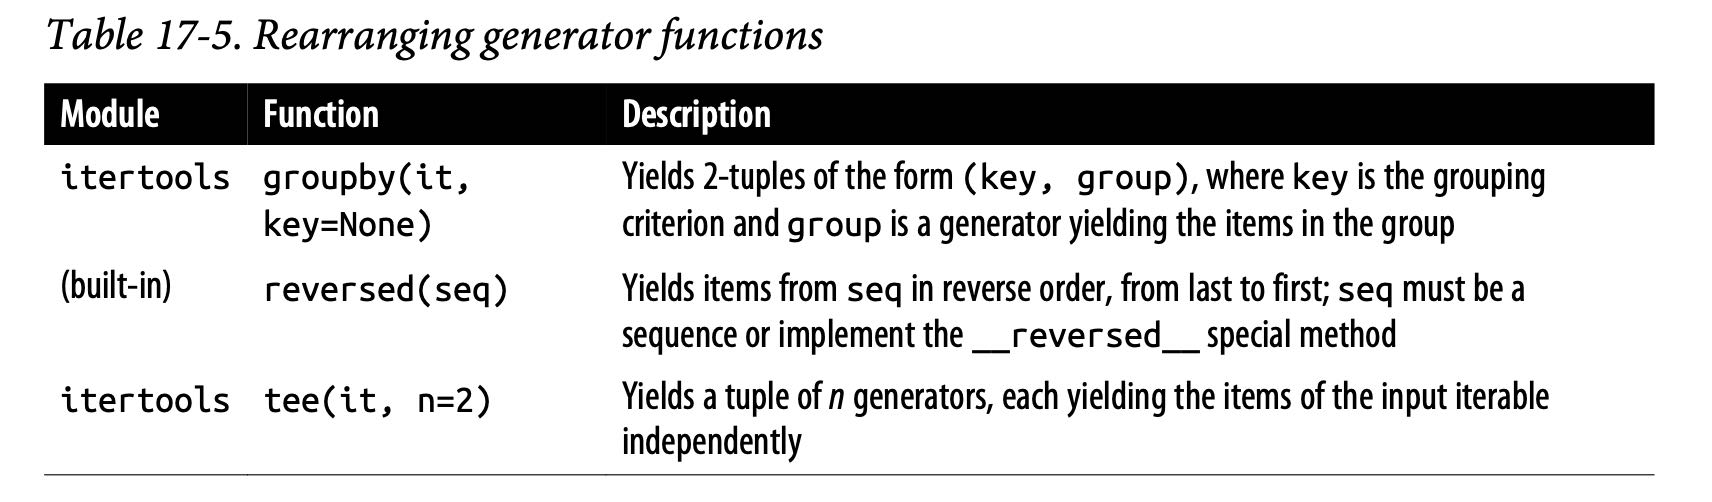 Table 17-5. Rearranging generator functions
Module Function Description
itertools groupby(it, Yields 2-tuples of the form (key, group), where key is the grouping
key=None) criterion and group is a generator yielding the items in the group
(built-in) reversed(seq) Yields items from seq in reverse order, from last to first; seq must be a
sequence or implement the __reversed__ special method
itertools tee(it, n=2) Yields a tuple of n generators, each yielding the items of the input iterable
independently